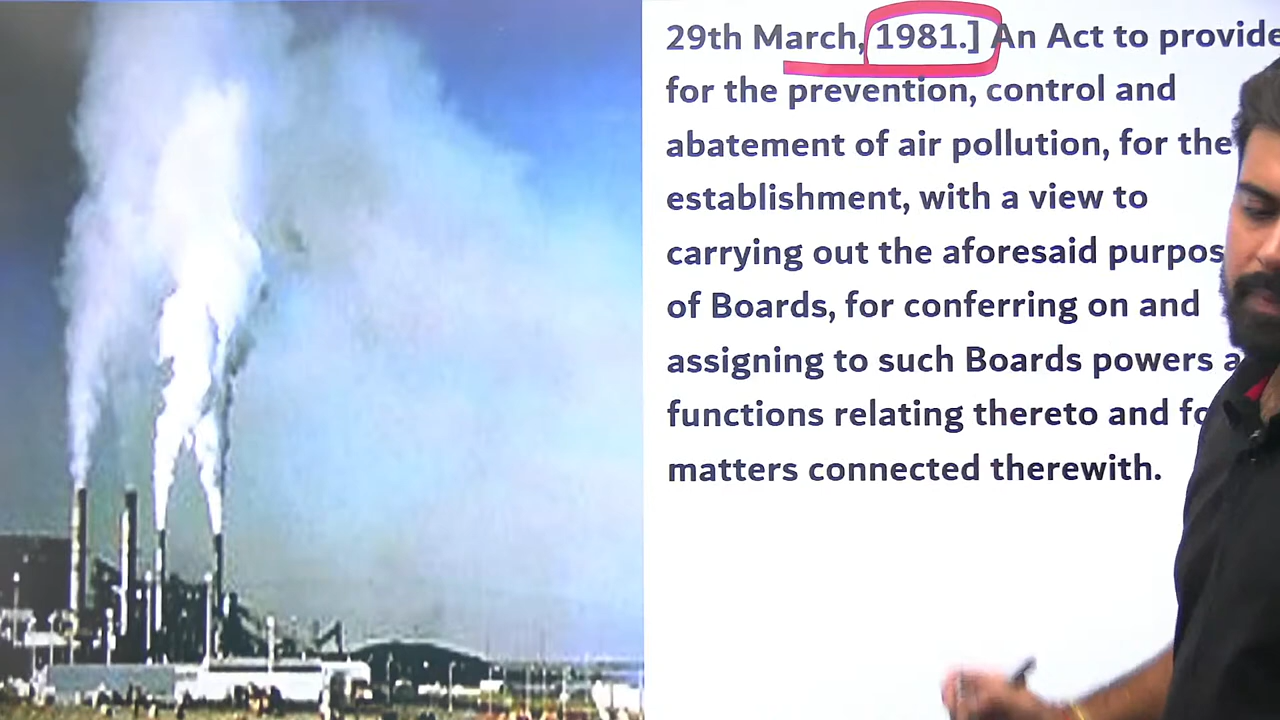 29th March, 1981.] An Act to provide
for the prevention, control and
abatement of air pollution, for the
establishment, with a view to
carrying out the aforesaid
of Boards, for conferring on and
assigning to such Boards powers
functions relating thereto and
matters connected therewith.